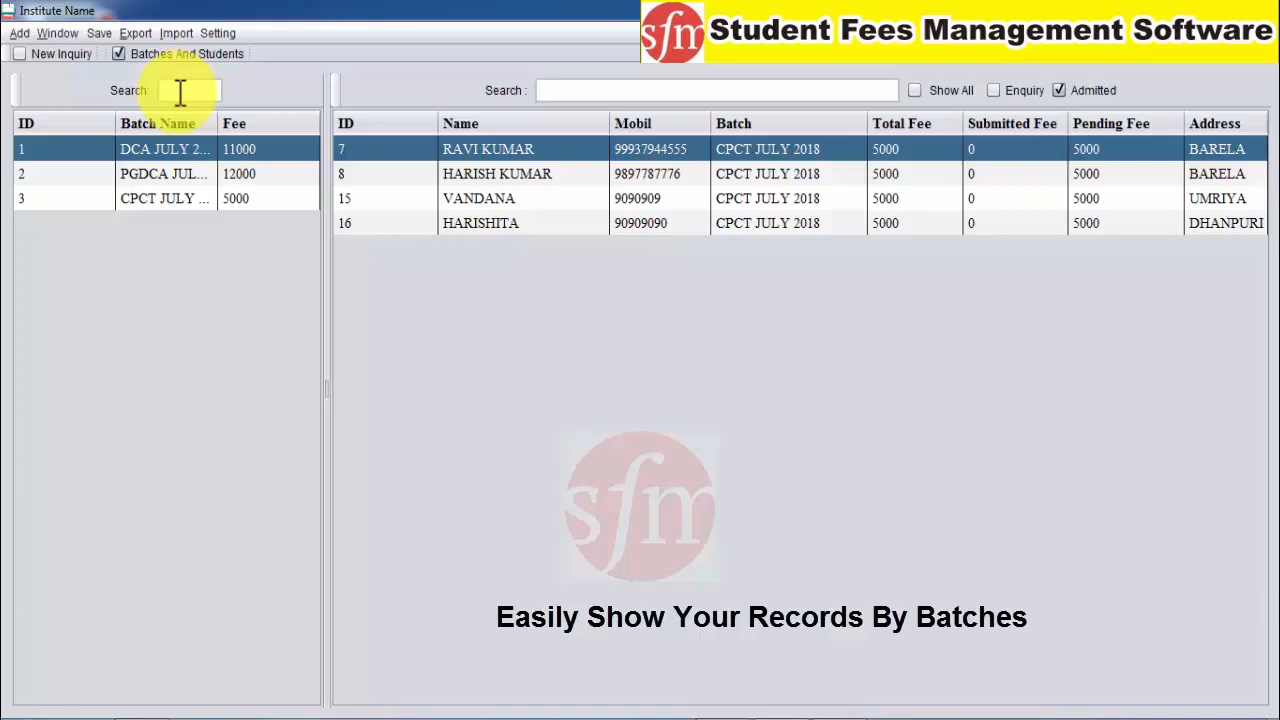 Institute Name
sfm Student Fees Management Software
Add Window Save Export Import Setting
New Inquiry Batches And Students
Search: Search : Show All Enquiry Admitted
ID Batch Name Fee ID Name Mobil Batch Total Fee Submitted Fee Pending Fee Address
1 DCA JULY 2... 11000 7 RAVI KUMAR 99937944555 CPCT JULY 2018 5000 0 5000 BARELA
2 PGDCA JUL... 12000 8 HARISH KUMAR 9897787776 CPCT JULY 2018 5000 0 5000 BARELA
3 CPCT JULY ... 5000 15 VANDANA 9090909 CPCT JULY 2018 5000 0 5000 UMRIYA
16 HARISHITA 90909090 CPCT JULY 2018 5000 0 5000 DHANPURI
sfm
Easily Show Your Records By Batches